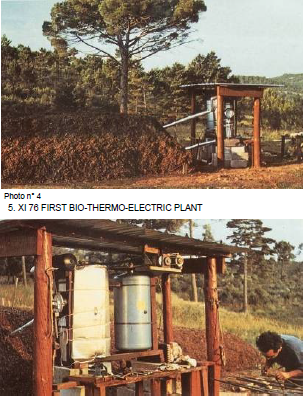 Photo n° 4
5. XI 76 FIRST BIO-THERMO-ELECTRIC PLANT